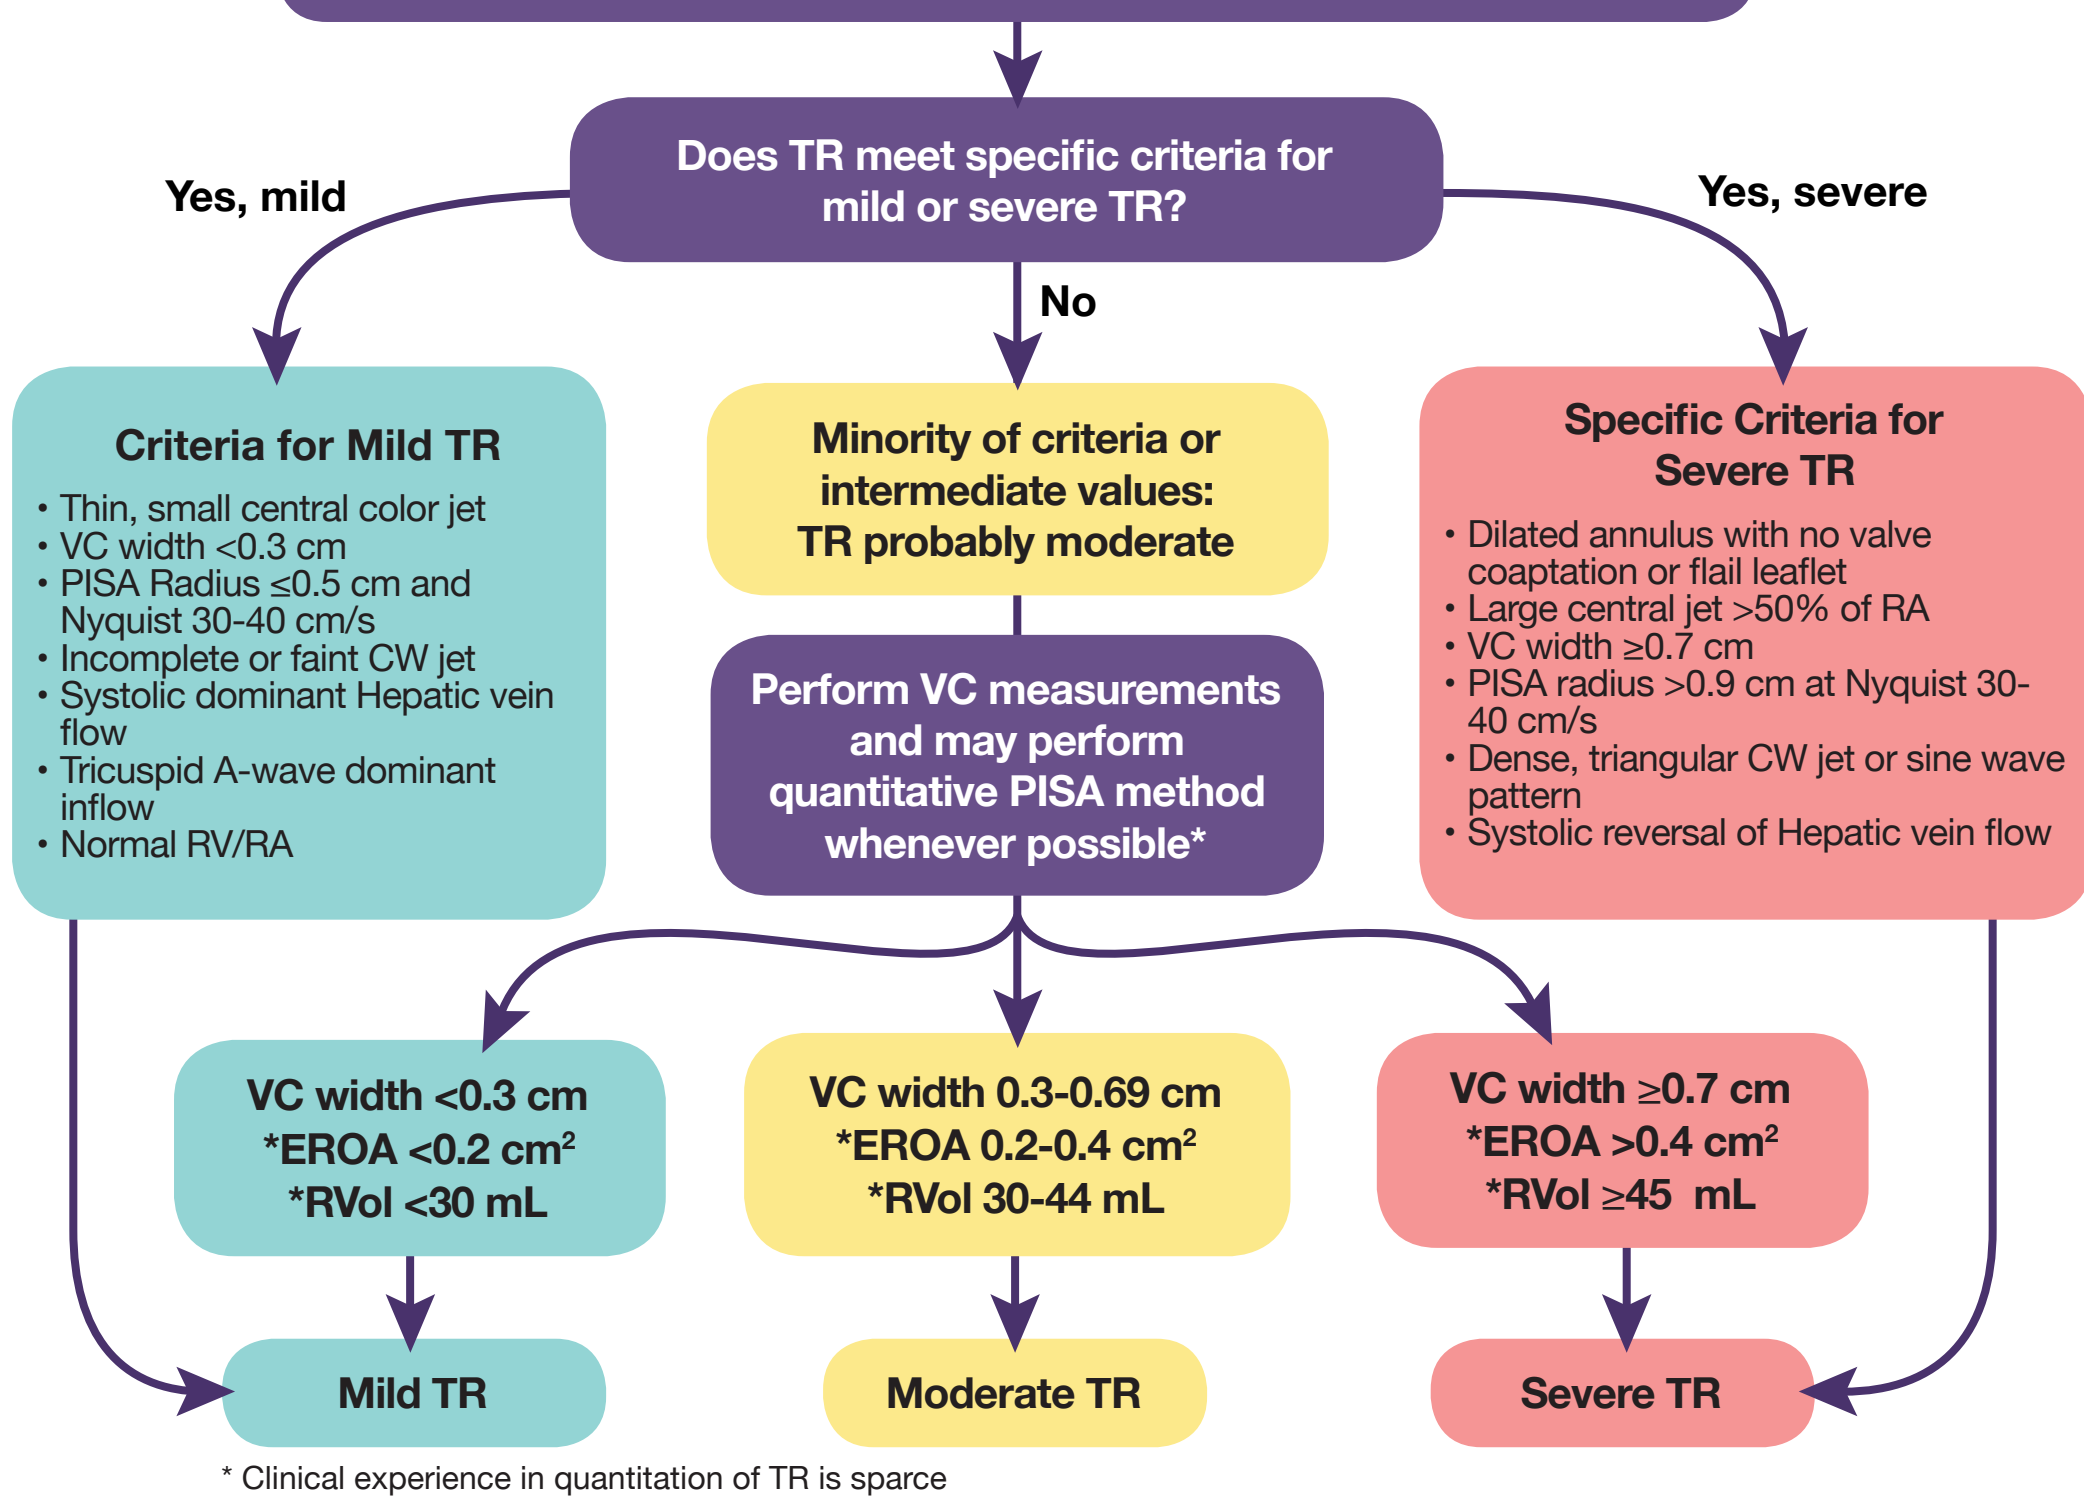 Does TR meet specific criteria for
mild or severe TR?
Yes, mild
Yes, severe
No
Criteria for Mild TR
• Thin, small central color jet
• VC width <0.3 cm
• PISA Radius ≤0.5 cm and
Nyquist 30-40 cm/s
• Incomplete or faint CW jet
• Systolic dominant Hepatic vein
flow
• Tricuspid A-wave dominant
inflow
• Normal RV/RA
Minority of criteria or
intermediate values:
TR probably moderate
Specific Criteria for
Severe TR
• Dilated annulus with no valve
coaptation or flail leaflet
• Large central jet >50% of RA
• VC width ≥0.7 cm
• PISA radius >0.9 cm at Nyquist 30-
40 cm/s
• Dense, triangular CW jet or sine wave
pattern
• Systolic reversal of Hepatic vein flow
Perform VC measurements
and may perform
quantitative PISA method
whenever possible*
VC width <0.3 cm
*EROA <0.2 cm²
*RVol <30 mL
VC width 0.3-0.69 cm
*EROA 0.2-0.4 cm²
*RVol 30-44 mL
VC width ≥0.7 cm
*EROA >0.4 cm²
*RVol ≥45 mL
Mild TR
Moderate TR
Severe TR
* Clinical experience in quantitation of TR is sparce